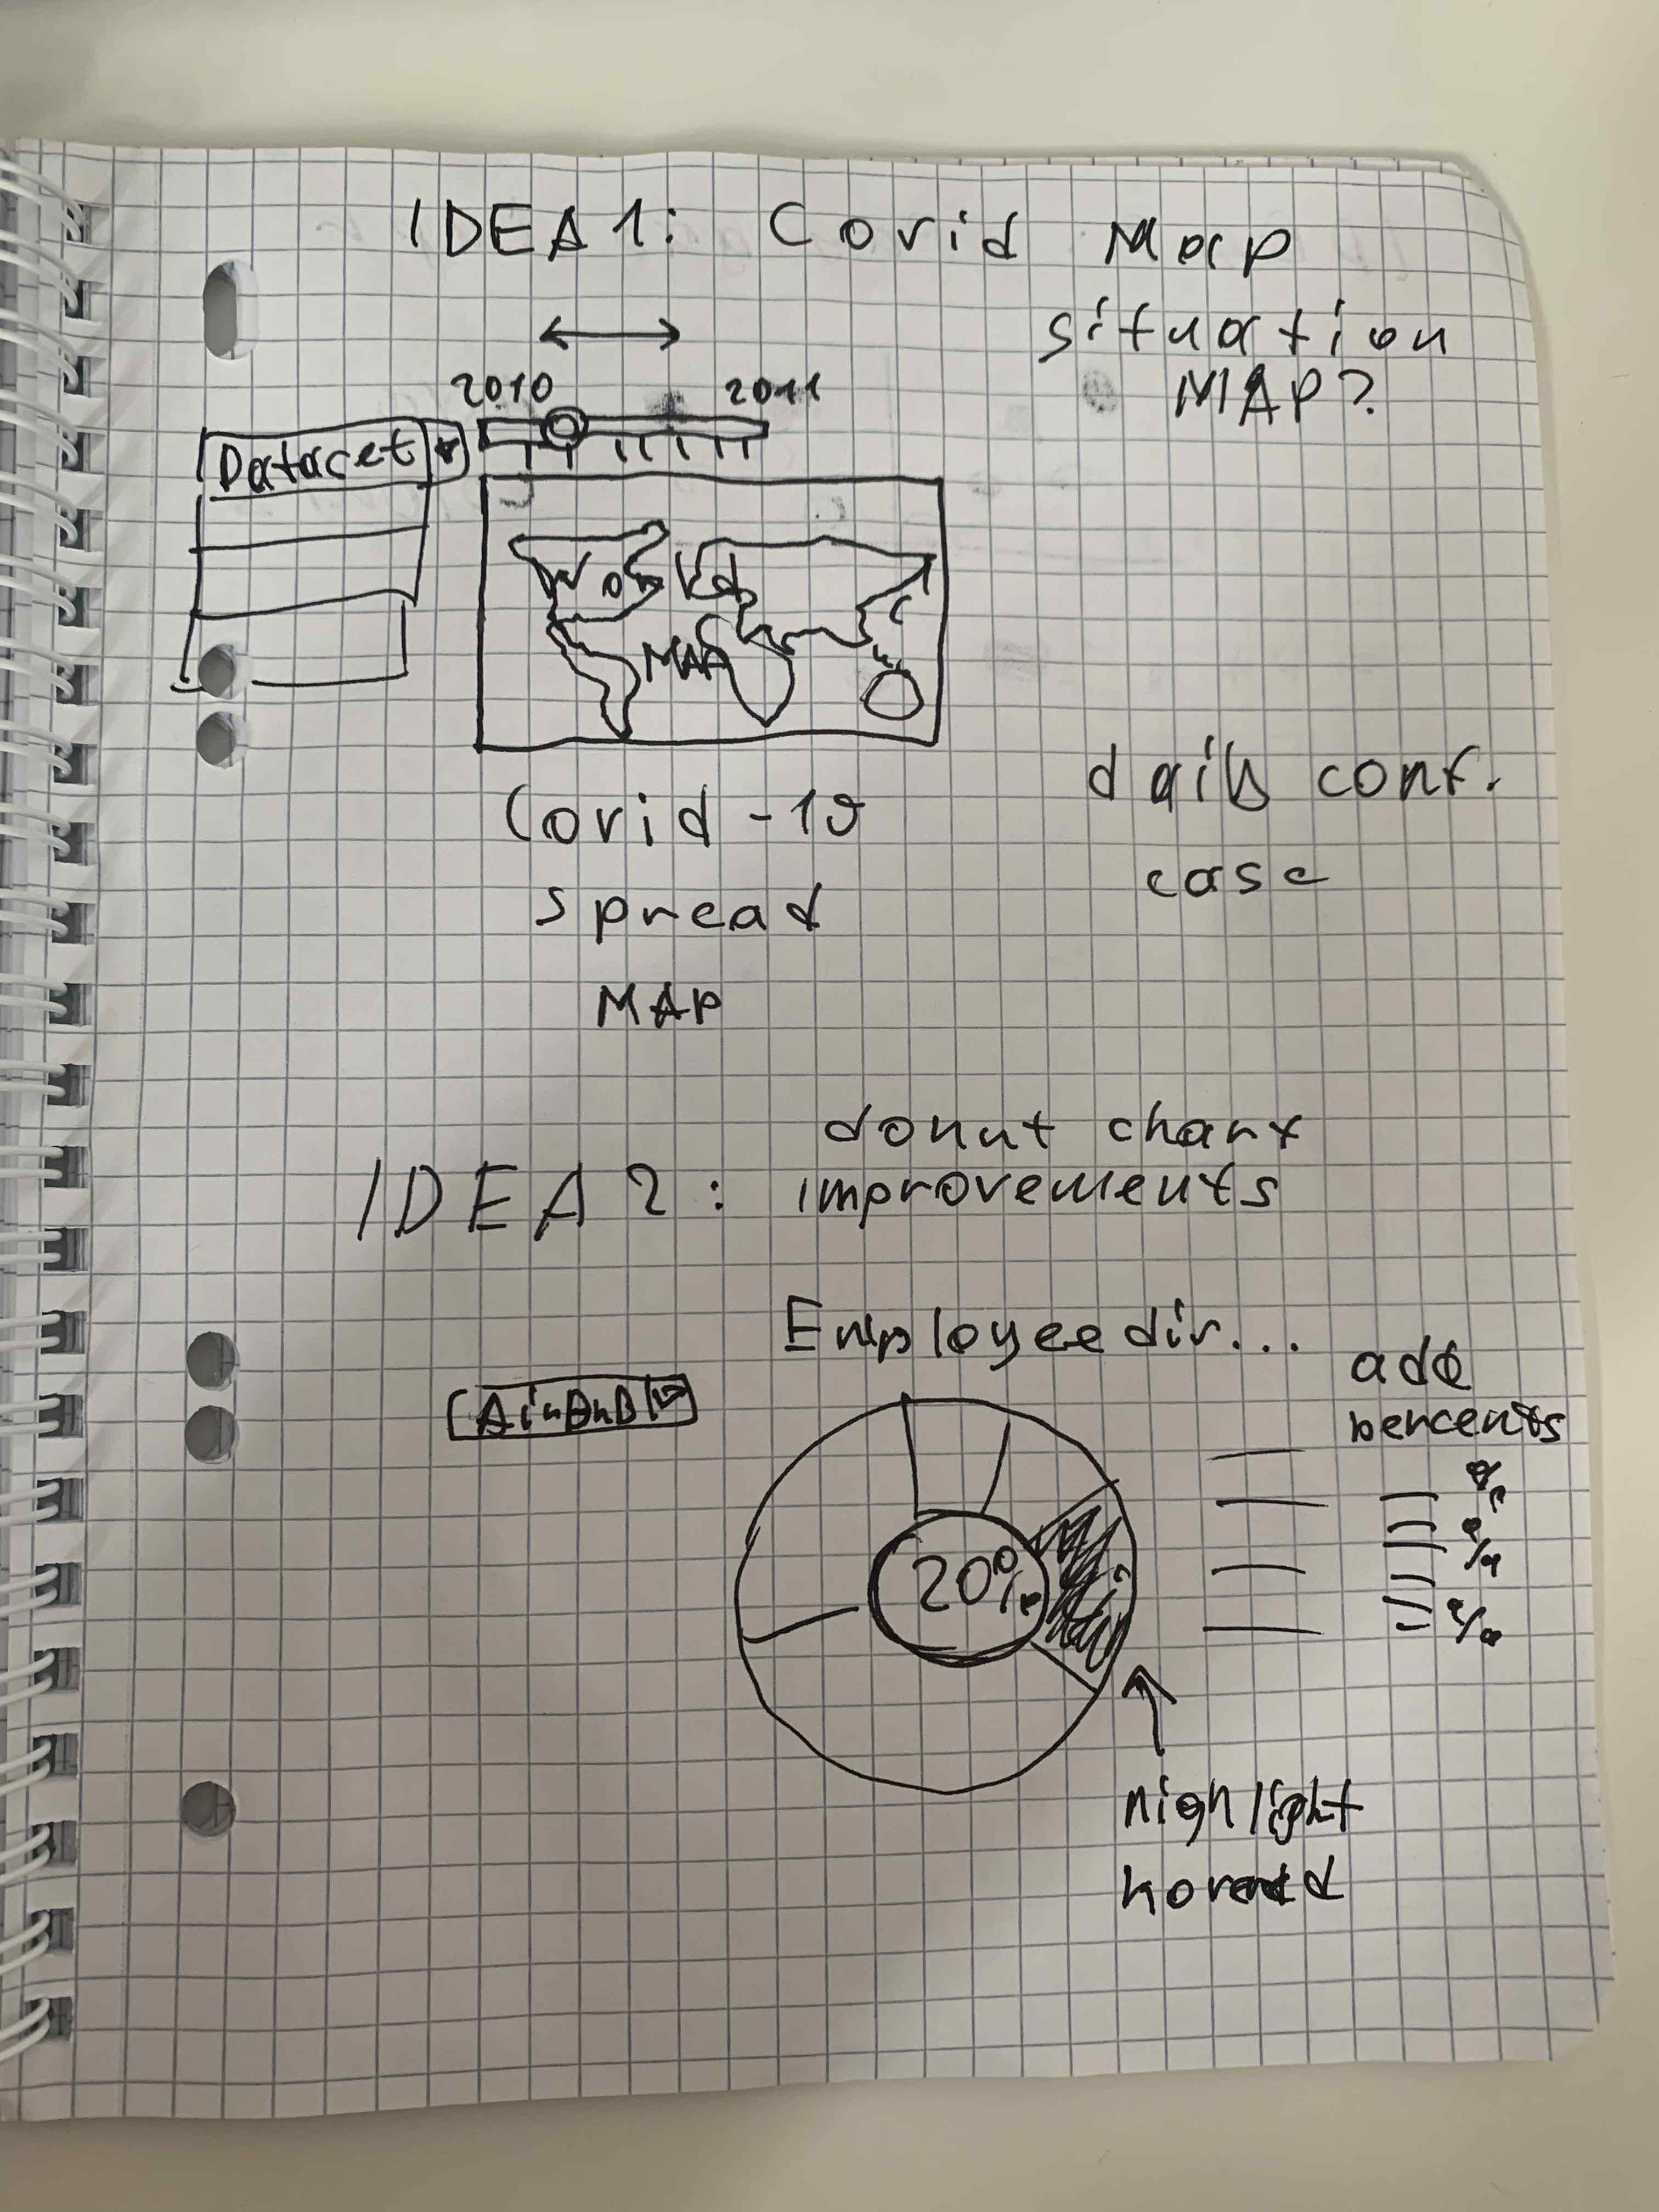 IDEA 1: Covid Map
situation
MAP?
2010 2011
Dataset
World
MAP
Covid-19
spread
MAP
daily conf.
case
donut chart
IDEA 2: improvements
Employee dir...
add
percents
AirBnB
%
20%
%
%
highlight
hovered